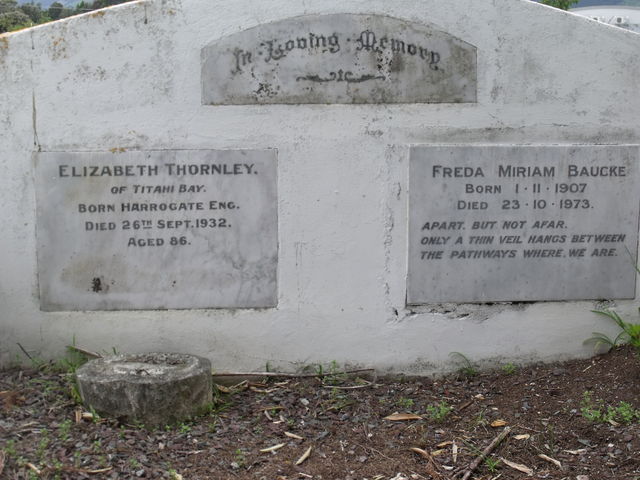 In Loving Memory
ELIZABETH THORNLEY.
OF TITAHI BAY.
BORN HARROGATE ENG.
DIED 26TH SEPT. 1932.
AGED 86.
FREDA MIRIAM BAUCKE
BORN 1·11·1907
DIED 23·10·1973.
APART. BUT NOT AFAR.
ONLY A THIN VEIL HANGS BETWEEN
THE PATHWAYS WHERE. WE ARE.